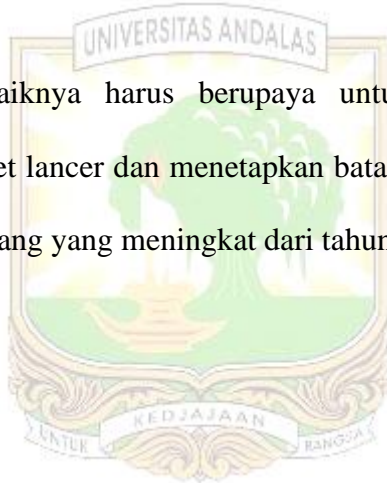 UNIVERSITAS ANDALAS
aiknya harus berupaya untu
et lancer dan menetapkan bata
ang yang meningkat dari tahun
KEDJAJAAN
UNTUK BANGSA